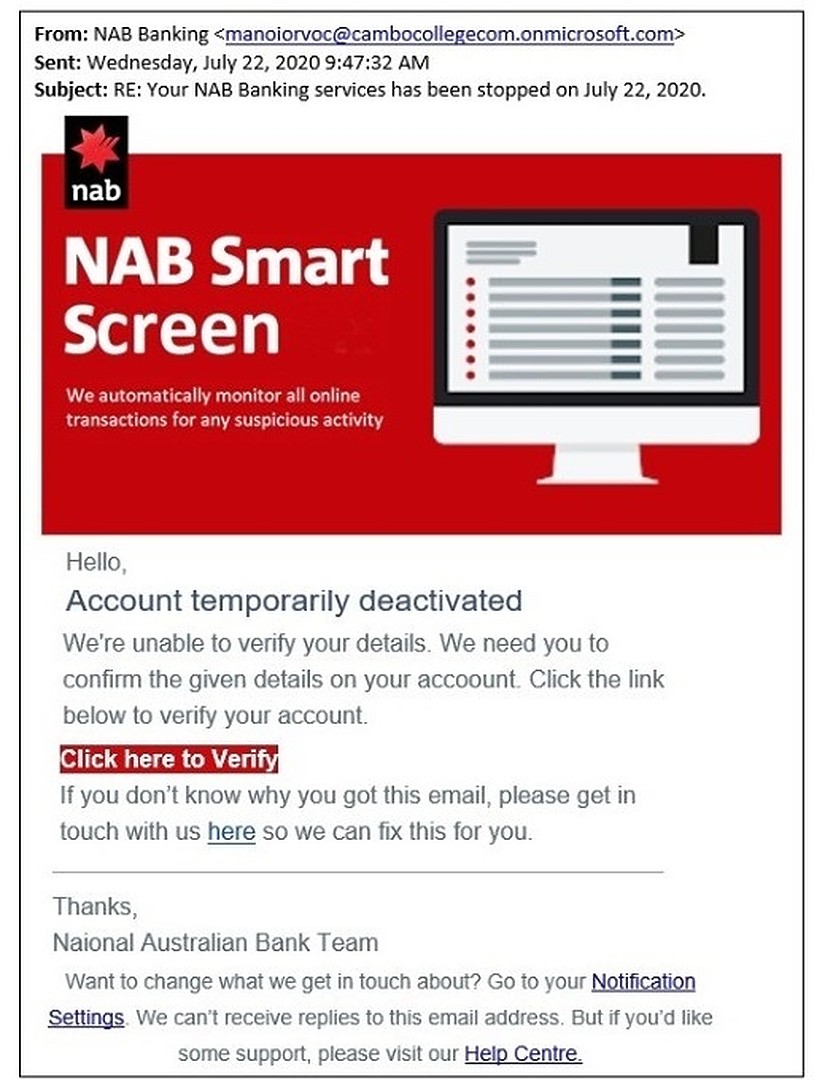 From: NAB Banking <manoiorvoc@cambocollegecom.onmicrosoft.com>
Sent: Wednesday, July 22, 2020 9:47:32 AM
Subject: RE: Your NAB Banking services has been stopped on July 22, 2020.
nab
NAB Smart
Screen
We automatically monitor all online
transactions for any suspicious activity
Hello,
Account temporarily deactivated
We're unable to verify your details. We need you to
confirm the given details on your accoount. Click the link
below to verify your account.
Click here to Verify
If you don’t know why you got this email, please get in
touch with us here so we can fix this for you.
Thanks,
Naional Australian Bank Team
Want to change what we get in touch about? Go to your Notification
Settings. We can’t receive replies to this email address. But if you’d like
some support, please visit our Help Centre.